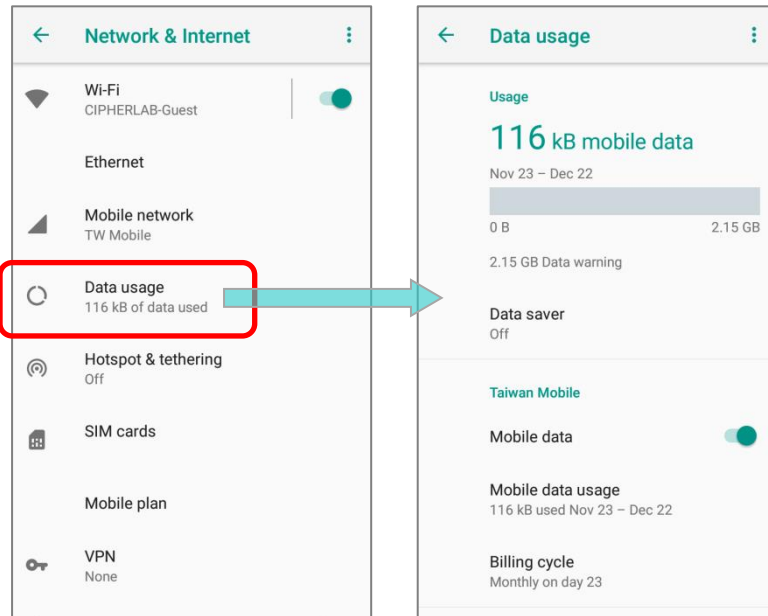 Network & Internet
Wi-Fi
CIPHERLAB-Guest
Ethernet
Mobile network
TW Mobile
Data usage
116 kB of data used
Hotspot & tethering
Off
SIM cards
Mobile plan
VPN
None
Data usage
Usage
116 kB mobile data
Nov 23 – Dec 22
0 B 2.15 GB
2.15 GB Data warning
Data saver
Off
Taiwan Mobile
Mobile data
Mobile data usage
116 kB used Nov 23 – Dec 22
Billing cycle
Monthly on day 23